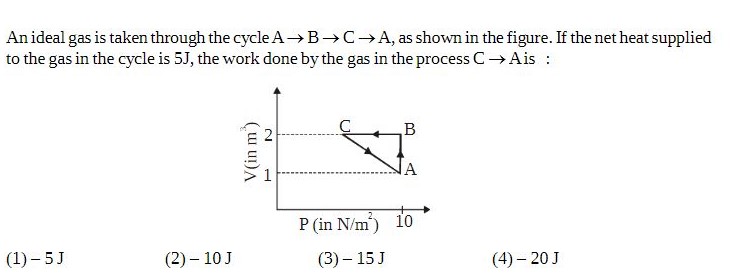 An ideal gas is taken through the cycle A → B → C → A, as shown in the figure. If the net heat supplied
to the gas in the cycle is 5J, the work done by the gas in the process C → A is :
V(in m³)
2
C
B
1
A
P (in N/m²) 10
(1) – 5 J (2) – 10 J (3) – 15 J (4) – 20 J